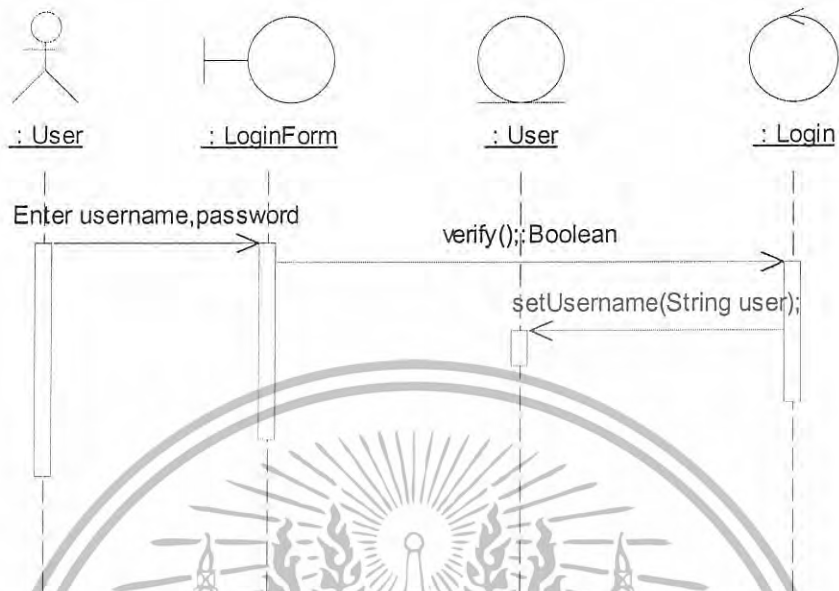 : User
: LoginForm
: User
: Login
Enter username,password
verify();:Boolean
setUsername(String user);